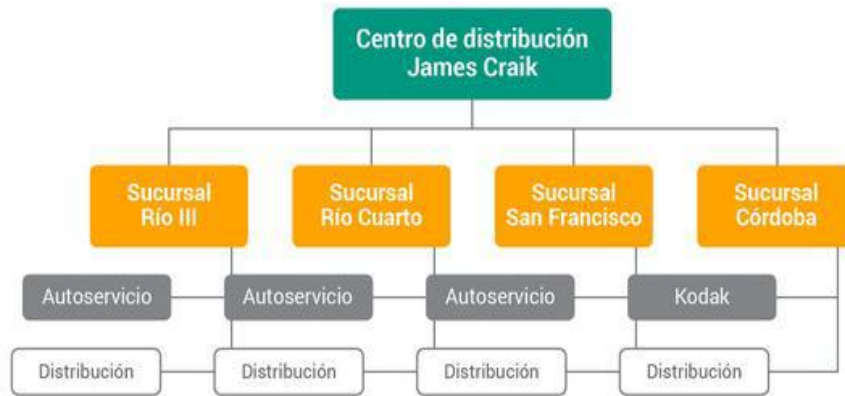 Centro de distribución
James Craik
Sucursal
Río III
Sucursal
Río Cuarto
Sucursal
San Francisco
Sucursal
Córdoba
Autoservicio
Autoservicio
Autoservicio
Kodak
Distribución
Distribución
Distribución
Distribución